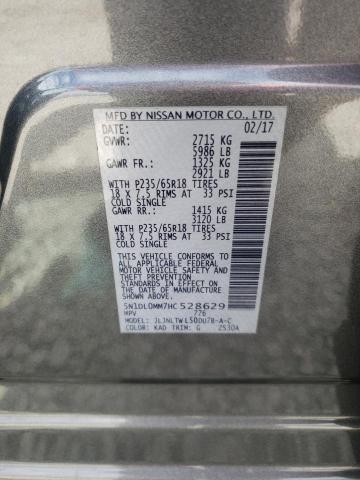 MFD BY NISSAN MOTOR CO., LTD.
DATE: 02/17
GVWR: 2715 KG
5986 LB
GAWR FR.: 1325 KG
2921 LB
WITH P235/65R18 TIRES
18 X 7.5 RIMS AT 33 PSI
COLD SINGLE
GAWR RR.: 1415 KG
3120 LB
WITH P235/65R18 TIRES
18 X 7.5 RIMS AT 33 PSI
COLD SINGLE
THIS VEHICLE CONFORMS TO ALL
APPLICABLE FEDERAL MOTOR
VEHICLE SAFETY AND
THEFT PREVENTION
STANDARDS IN EFFECT
ON THE DATE OF
MANUFACTURE SHOWN ABOVE.
5N1DL0MM7HC528629
MPV 776
MODEL: JLJNLTWL50DU7B-A-C
COLOR: KAD TRIM: G 2530A